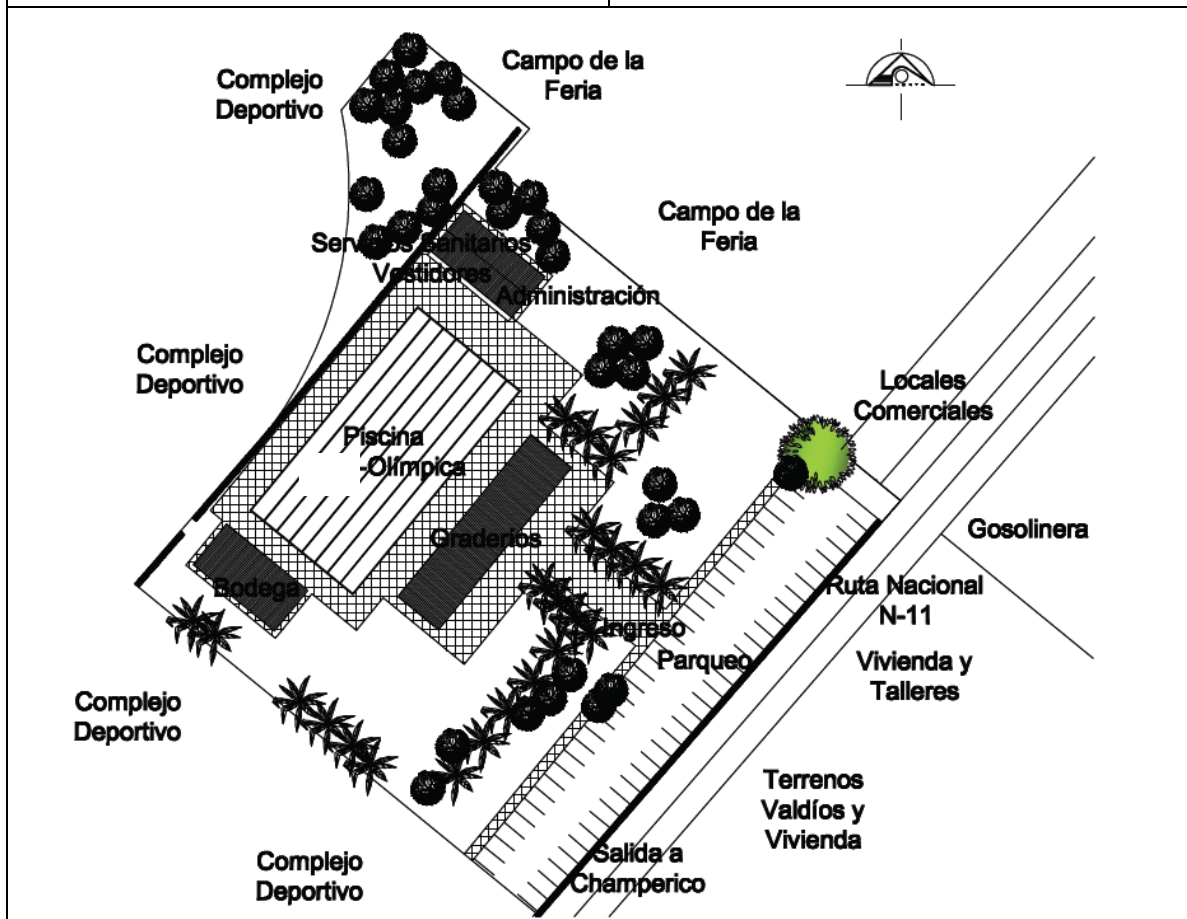 Complejo
Deportivo
Campo de la
Feria
Campo de la
Feria
Servicios Sanitarios
Vestidores
Administración
Complejo
Deportivo
Locales
Comerciales
Piscina
-Olímpica
Gosolinera
Graderíos
Bodega
Ruta Nacional
N-11
Ingreso
Parqueo
Vivienda y
Talleres
Complejo
Deportivo
Terrenos
Valdíos y
Vivienda
Complejo
Deportivo
Salida a
Champerico